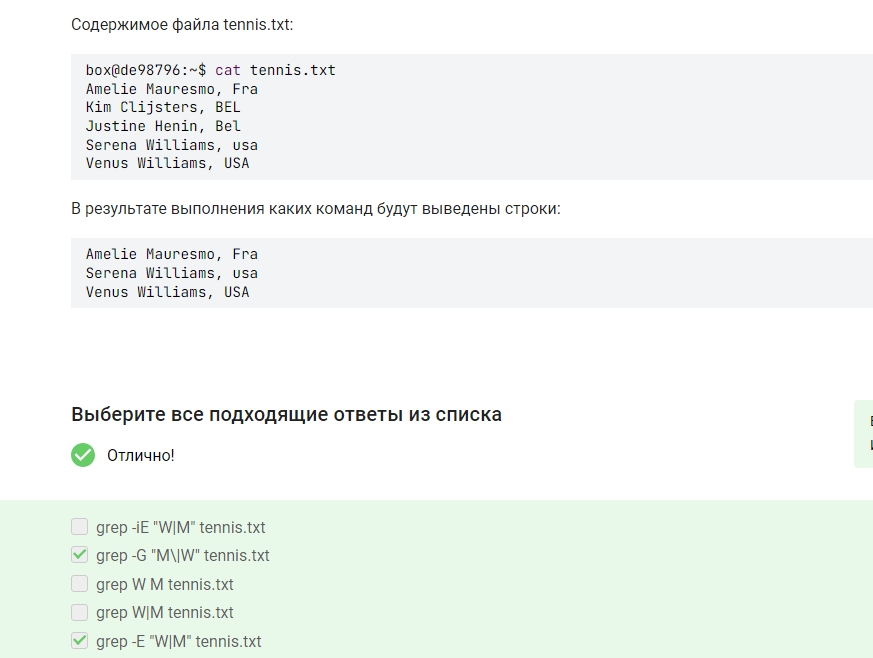 Содержимое файла tennis.txt:
box@de98796:~$ cat tennis.txt
Amelie Mauresmo, Fra
Kim Clijsters, BEL
Justine Henin, Bel
Serena Williams, usa
Venus Williams, USA
В результате выполнения каких команд будут выведены строки:
Amelie Mauresmo, Fra
Serena Williams, usa
Venus Williams, USA
Выберите все подходящие ответы из списка
Отлично!
grep -iE "W|M" tennis.txt
grep -G "M\|W" tennis.txt
grep W M tennis.txt
grep W|M tennis.txt
grep -E "W|M" tennis.txt